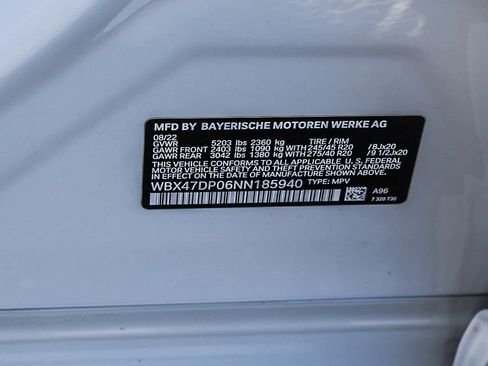 MFD BY BAYERISCHE MOTOREN WERKE AG
08/22
GVWR 5203 lbs 2360 kg TIRE / RIM
GAWR FRONT 2403 lbs 1090 kg WITH 245/45 R20 /8Jx20
GAWR REAR 3042 lbs 1380 kg WITH 275/40 R20 /9 1/2Jx20
THIS VEHICLE CONFORMS TO ALL APPLICABLE U. S. FEDERAL
MOTOR VEHICLE SAFETY AND THEFT PREVENTION STANDARDS
IN EFFECT ON THE DATE OF MANUFACTURE SHOWN ABOVE.
WBX47DP06NN185940 TYPE: MPV
A96
7 320 730